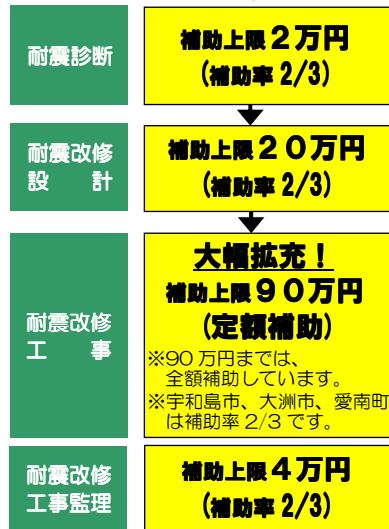 耐震診断
補助上限２万円
(補助率 2/3)
耐震改修
設　計
補助上限２０万円
(補助率 2/3)
耐震改修
工　事
大幅拡充！
補助上限９０万円
(定額補助)
※90 万円までは、
全額補助しています。
※宇和島市、大洲市、愛南町
は補助率 2/3 です。
耐震改修
工事監理
補助上限４万円
(補助率 2/3)